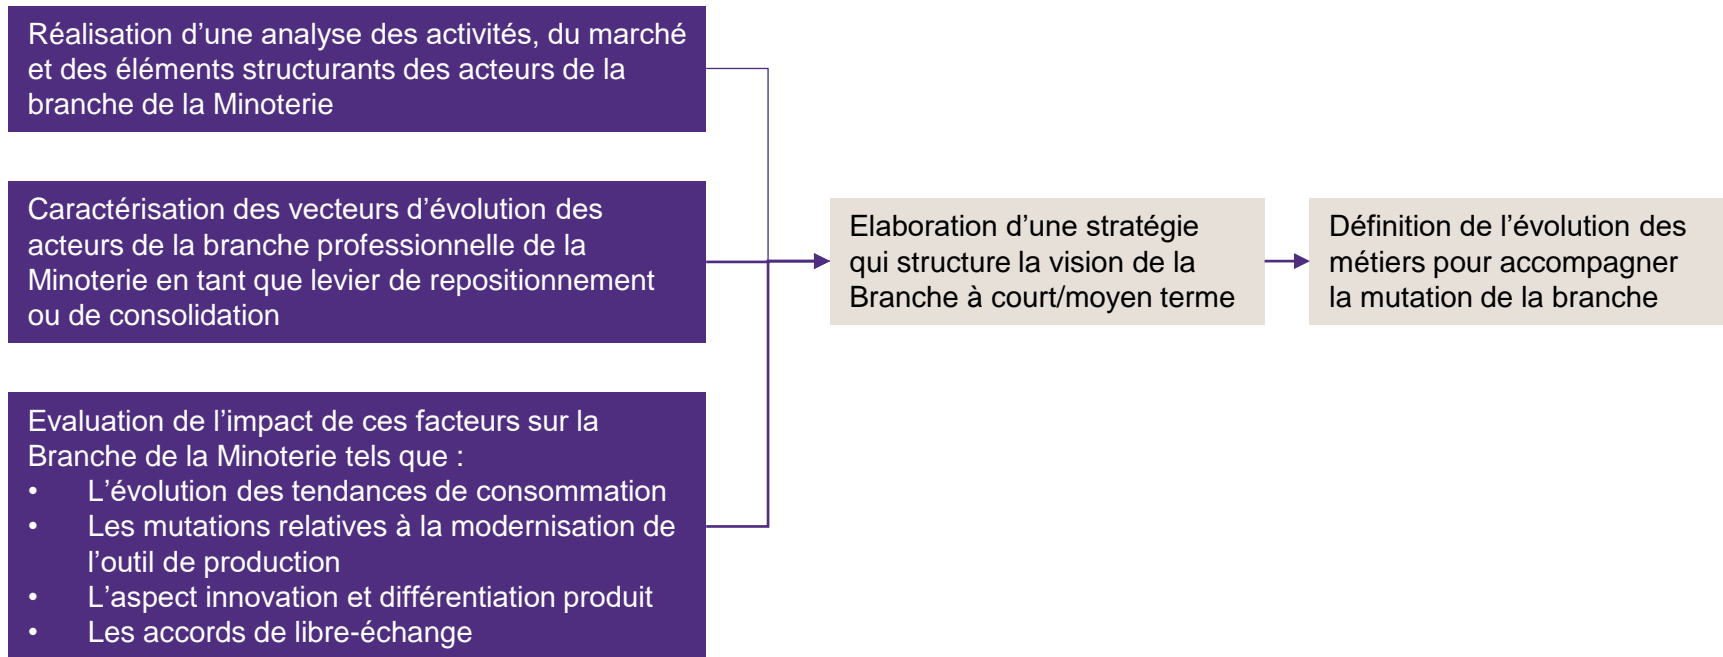 Réalisation d’une analyse des activités, du marché
et des éléments structurants des acteurs de la
branche de la Minoterie
Caractérisation des vecteurs d’évolution des
acteurs de la branche professionnelle de la
Minoterie en tant que levier de repositionnement
ou de consolidation
Evaluation de l’impact de ces facteurs sur la
Branche de la Minoterie tels que :
• L’évolution des tendances de consommation
• Les mutations relatives à la modernisation de
l’outil de production
• L’aspect innovation et différentiation produit
• Les accords de libre-échange
Elaboration d’une stratégie
qui structure la vision de la
Branche à court/moyen terme
Définition de l’évolution des
métiers pour accompagner
la mutation de la branche